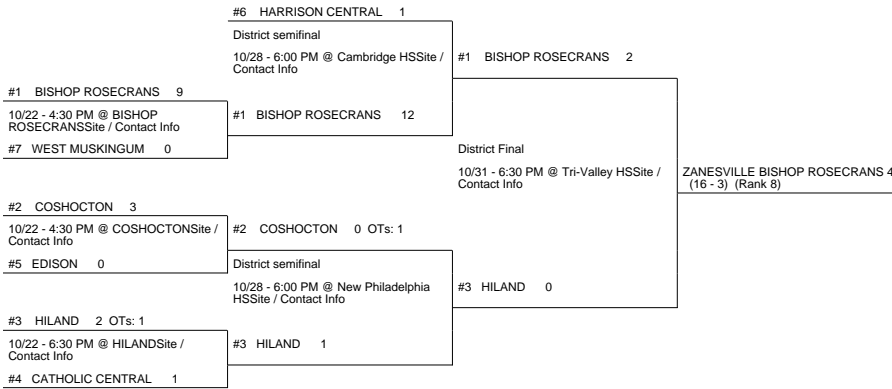 #6 HARRISON CENTRAL 1
District semifinal
10/28 - 6:00 PM @ Cambridge HSSite /
Contact Info
#1 BISHOP ROSECRANS 2
#1 BISHOP ROSECRANS 9
10/22 - 4:30 PM @ BISHOP
ROSECRANSSite / Contact Info
#1 BISHOP ROSECRANS 12
#7 WEST MUSKINGUM 0
District Final
10/31 - 6:30 PM @ Tri-Valley HSSite /
Contact Info
ZANESVILLE BISHOP ROSECRANS 4
(16 - 3) (Rank 8)
#2 COSHOCTON 3
10/22 - 4:30 PM @ COSHOCTONSite /
Contact Info
#2 COSHOCTON 0 OTs: 1
#5 EDISON 0
District semifinal
10/28 - 6:00 PM @ New Philadelphia
HSSite / Contact Info
#3 HILAND 0
#3 HILAND 2 OTs: 1
10/22 - 6:30 PM @ HILANDSite /
Contact Info
#3 HILAND 1
#4 CATHOLIC CENTRAL 1